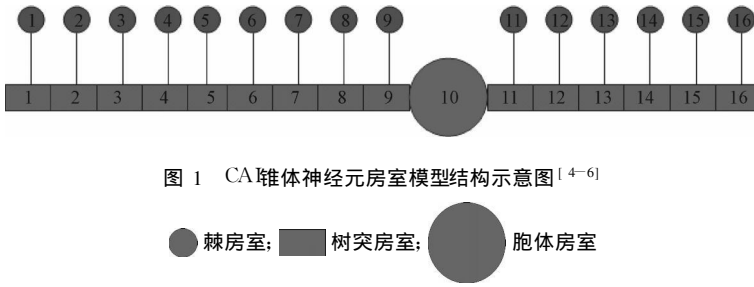 1 2 3 4 5 6 7 8 9 11 12 13 14 15 16
1 2 3 4 5 6 7 8 9 10 11 12 13 14 15 16
图 1 CA1锥体神经元房室模型结构示意图[4-6]
棘房室; 树突房室; 胞体房室